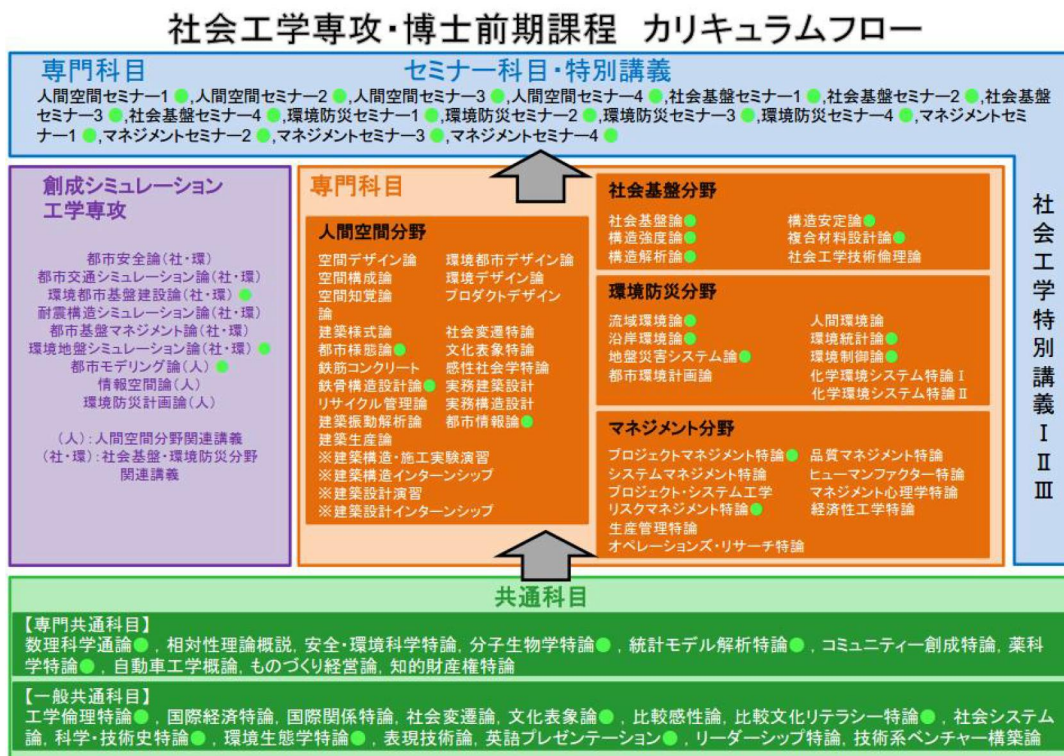 社会工学専攻・博士前期課程 カリキュラムフロー
専門科目 セミナー科目・特別講義
人間空間セミナー1●,人間空間セミナー2●,人間空間セミナー3●,人間空間セミナー4●,社会基盤セミナー1●,社会基盤セミナー2●,社会基盤
セミナー3●,社会基盤セミナー4●,環境防災セミナー1●,環境防災セミナー2●,環境防災セミナー3●,環境防災セミナー4●,マネジメントセミ
ナー1●,マネジメントセミナー2●,マネジメントセミナー3●,マネジメントセミナー4●
創成シミュレーション
工学専攻
都市安全論(社・環)
都市交通シミュレーション論(社・環)
環境都市基盤建設論(社・環)●
耐震構造シミュレーション論(社・環)
都市基盤マネジメント論(社・環)
環境地盤シミュレーション論(社・環)●
都市モデリング論(人)●
情報空間論(人)
環境防災計画論(人)
(人):人間空間分野関連講義
(社・環):社会基盤・環境防災分野
関連講義
専門科目
人間空間分野
空間デザイン論 環境都市デザイン論
空間構成論 環境デザイン論
空間知覚論 プロダクトデザイン
論
建築様式論 社会変遷特論
都市様態論● 文化表象特論
鉄筋コンクリート 感性社会学特論
鉄骨構造設計論● 実務建築設計
リサイクル管理論 実務構造設計
建築振動解析論 都市情報論●
建築生産論
※建築構造・施工実験演習
※建築構造インターンシップ
※建築設計演習
※建築設計インターンシップ
社会基盤分野
社会基盤論● 構造安定論●
構造強度論● 複合材料設計論●
構造解析論● 社会工学技術倫理論
環境防災分野
流域環境論● 人間環境論
沿岸環境論● 環境統計論●
地盤災害システム論● 環境制御論●
都市環境計画論 化学環境システム特論Ⅰ
化学環境システム特論Ⅱ
マネジメント分野
プロジェクトマネジメント特論● 品質マネジメント特論
システムマネジメント特論 ヒューマンファクター特論
プロジェクト・システム工学 マネジメント心理学特論
リスクマネジメント特論● 経済性工学特論
生産管理特論
オペレーションズ・リサーチ特論
社会工学特別講義ⅠⅡⅢ
共通科目
【専門共通科目】
数理科学通論●, 相対性理論概説, 安全・環境科学特論, 分子生物学特論●, 統計モデル解析特論●, コミュニティー創成特論, 薬科
学特論●, 自動車工学概論, ものづくり経営論, 知的財産権特論
【一般共通科目】
工学倫理特論●, 国際経済特論, 国際関係特論, 社会変遷論, 文化表象論●, 比較感性論, 比較文化リテラシー特論●, 社会システム
論, 科学・技術史特論●, 環境生態学特論●, 表現技術論, 英語プレゼンテーション●, リーダーシップ特論, 技術系ベンチャー構築論